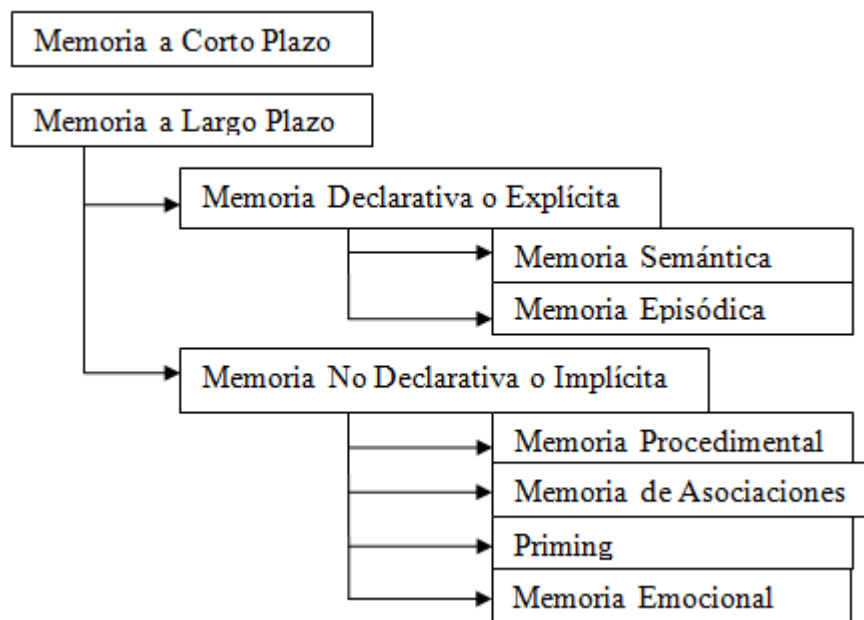 Memoria a Corto Plazo
Memoria a Largo Plazo
Memoria Declarativa o Explícita
Memoria Semántica
Memoria Episódica
Memoria No Declarativa o Implícita
Memoria Procedimental
Memoria de Asociaciones
Priming
Memoria Emocional